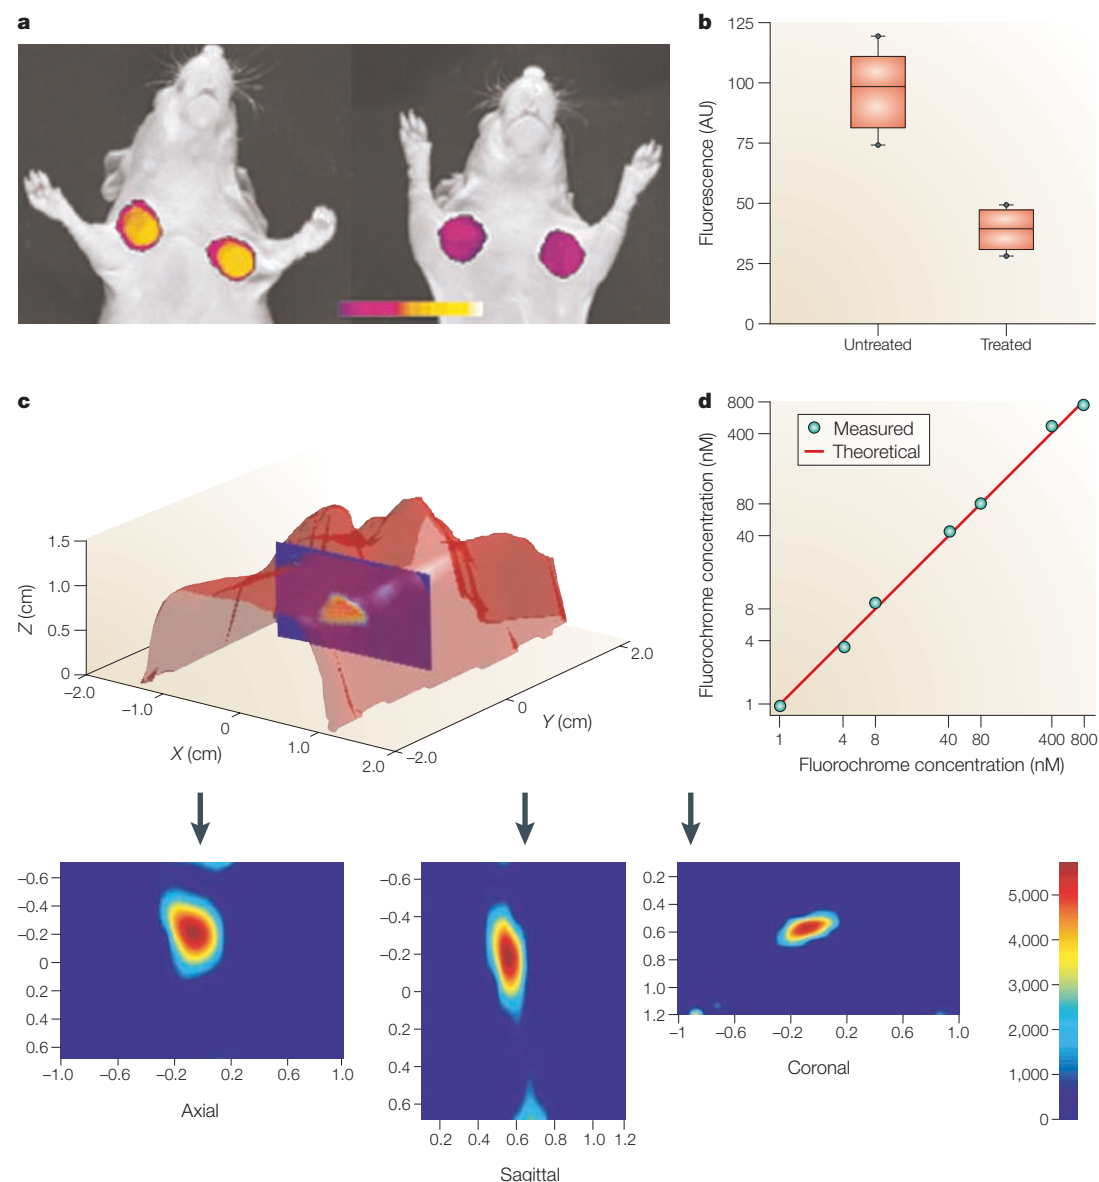 a
b
125
100
75
50
25
0
Fluorescence (AU)
Untreated
Treated
c
1.5
1.0
0.5
0
Z (cm)
–2.0
–1.0
0
1.0
2.0
X (cm)
–2.0
0
2.0
Y (cm)
d
800
400
80
40
8
4
1
Fluorochrome concentration (nM)
Measured
Theoretical
1 4 8 40 80 400 800
Fluorochrome concentration (nM)
–0.6
–0.4
–0.2
0
0.2
0.4
0.6
–1.0 –0.6 –0.2 0.2 0.6 1.0
Axial
–0.6
–0.4
–0.2
0
0.2
0.4
0.6
0.2 0.4 0.6 0.8 1.0 1.2
Sagittal
0.2
0.4
0.6
0.8
1.0
1.2
–1 –0.6 –0.2 0.2 0.6 1.0
Coronal
5,000
4,000
3,000
2,000
1,000
0